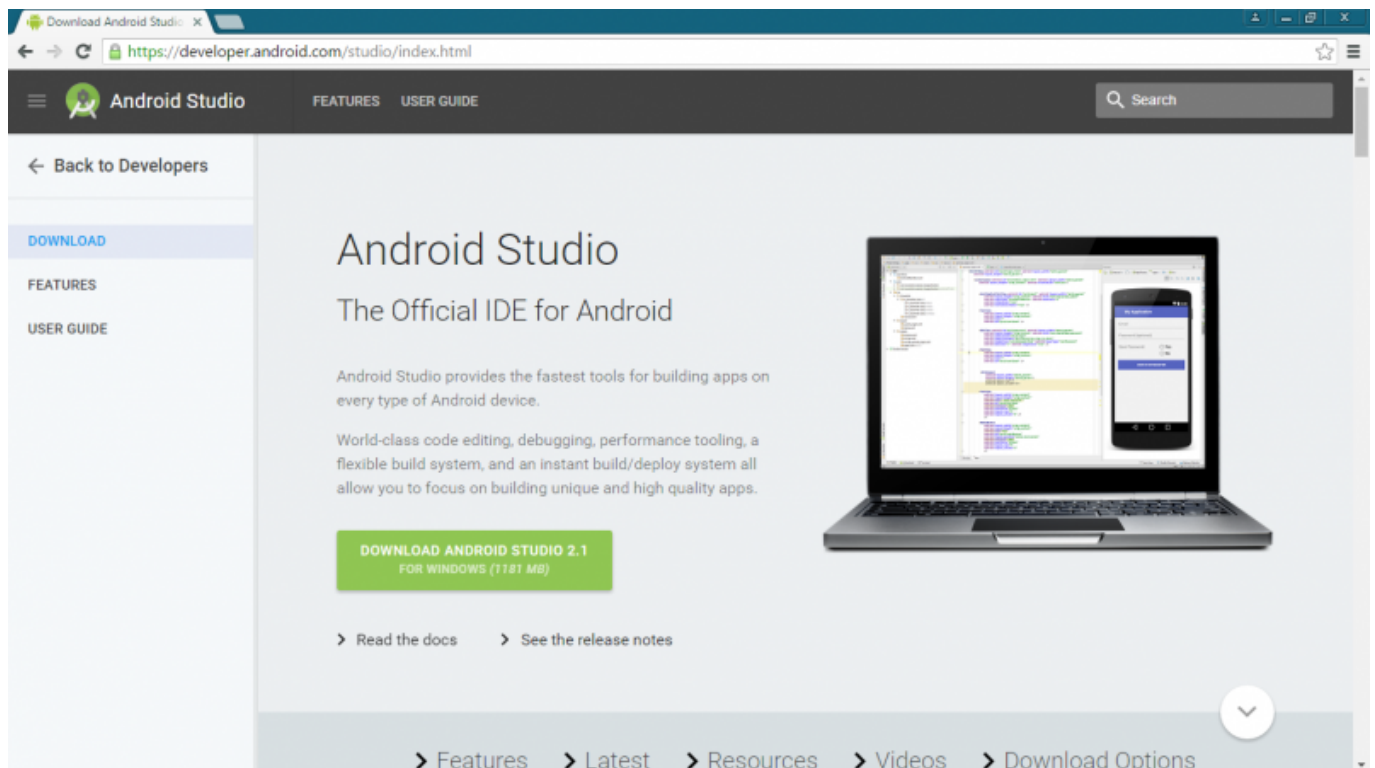 Download Android Studio
https://developer.android.com/studio/index.html
Android Studio
FEATURES
USER GUIDE
Search
Back to Developers
DOWNLOAD
FEATURES
USER GUIDE
Android Studio
The Official IDE for Android
Android Studio provides the fastest tools for building apps on
every type of Android device.
World-class code editing, debugging, performance tooling, a
flexible build system, and an instant build/deploy system all
allow you to focus on building unique and high quality apps.
DOWNLOAD ANDROID STUDIO 2.1
FOR WINDOWS (1181 MB)
Read the docs
See the release notes
My Application
Features
Latest
Resources
Videos
Download Options